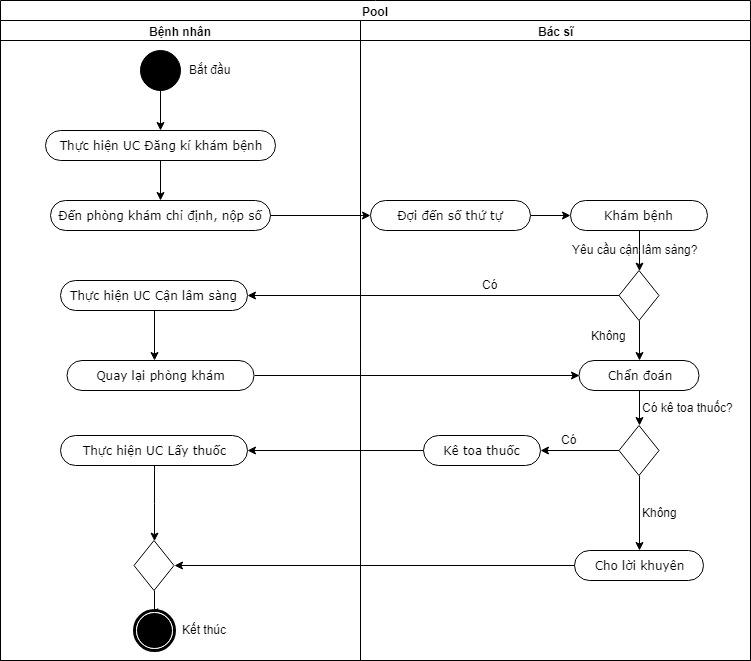 Pool
Bệnh nhân
Bác sĩ
Bắt đầu
Thực hiện UC Đăng kí khám bệnh
Đến phòng khám chỉ định, nộp số
Đợi đến số thứ tự
Khám bệnh
Yêu cầu cận lâm sàng?
Thực hiện UC Cận lâm sàng
Có
Không
Quay lại phòng khám
Chẩn đoán
Có kê toa thuốc?
Thực hiện UC Lấy thuốc
Kê toa thuốc
Có
Không
Cho lời khuyên
Kết thúc